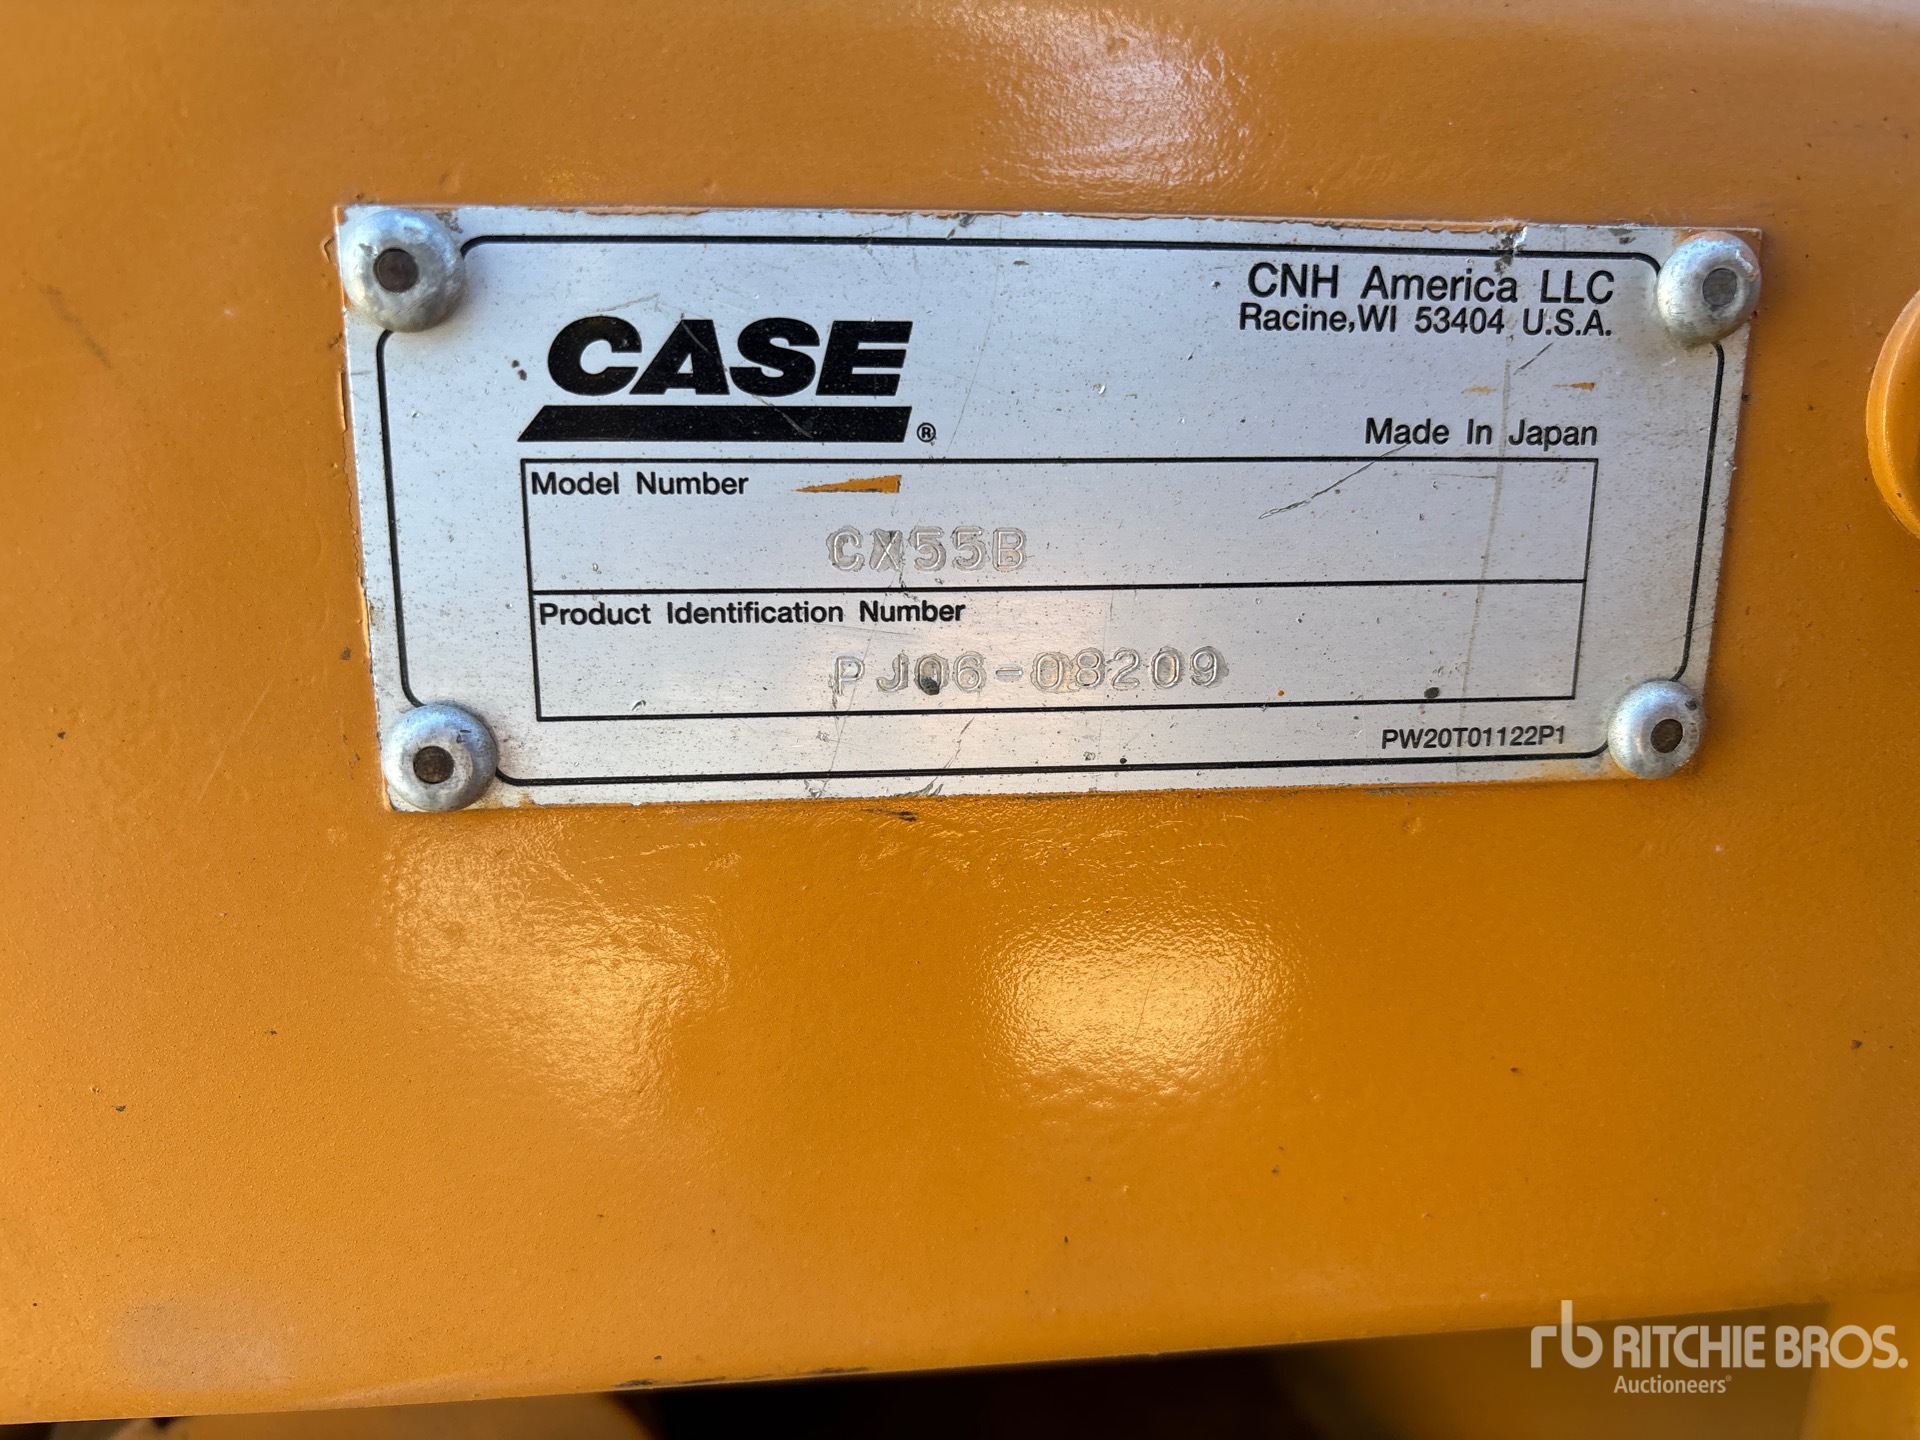 CNH America LLC
Racine,WI 53404 U.S.A.
CASE®
Made In Japan
Model Number
CX55B
Product Identification Number
PJ06-08209
PW20T01122P1
rb RITCHIE BROS.
Auctioneers®